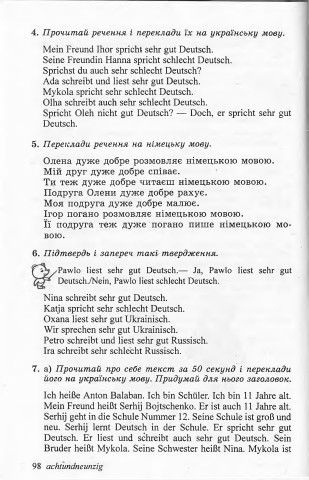 4. Прочитай речення і переклади їх на українську мову.
Mein Freund Ihor spricht sehr gut Deutsch.
Seine Freundin Hanna spricht schlecht Deutsch.
Sprichst du auch sehr schlecht Deutsch?
Ada schreibt und liest sehr gut Deutsch.
Mykola spricht sehr schlecht Deutsch.
Olha schreibt auch sehr schlecht Deutsch.
Spricht Oleh nicht gut Deutsch? — Doch, er spricht sehr gut
Deutsch.
5. Переклади речення на німецьку мову.
Олена дуже добре розмовляє німецькою мовою.
Мій друг дуже добре співає.
Ти теж дуже добре читаєш німецькою мовою.
Подруга Олени дуже добре рахує.
Моя подруга дуже добре малює.
Ігор погано розмовляє німецькою мовою.
Її подруга теж дуже погано пише німецькою мо-
вою.
6. Підтвердь і запереч такі твердження.
Pawlo liest sehr gut Deutsch.— Ja, Pawlo liest sehr gut
Deutsch./Nein, Pawlo liest schlecht Deutsch.
Nina schreibt sehr gut Deutsch.
Katja spricht sehr schlecht Deutsch.
Oxana liest sehr gut Ukrainisch.
Wir sprechen sehr gut Ukrainisch.
Petro schreibt und liest sehr gut Russisch.
Ira schreibt sehr schlecht Russisch.
7. а) Прочитай про себе текст за 50 секунд і переклади
його на українську мову. Придумай для нього заголовок.
Ich heiße Anton Balaban. Ich bin Schüler. Ich bin 11 Jahre alt.
Mein Freund heißt Serhij Bojtschenko. Er ist auch 11 Jahre alt.
Serhij geht in die Schule Nummer 12. Seine Schule ist groß und
neu. Serhij lernt Deutsch in der Schule. Er spricht sehr gut
Deutsch. Er liest und schreibt auch sehr gut Deutsch. Sein
Bruder heißt Mykola. Seine Schwester heißt Nina. Mykola ist
98 achtundneunzig